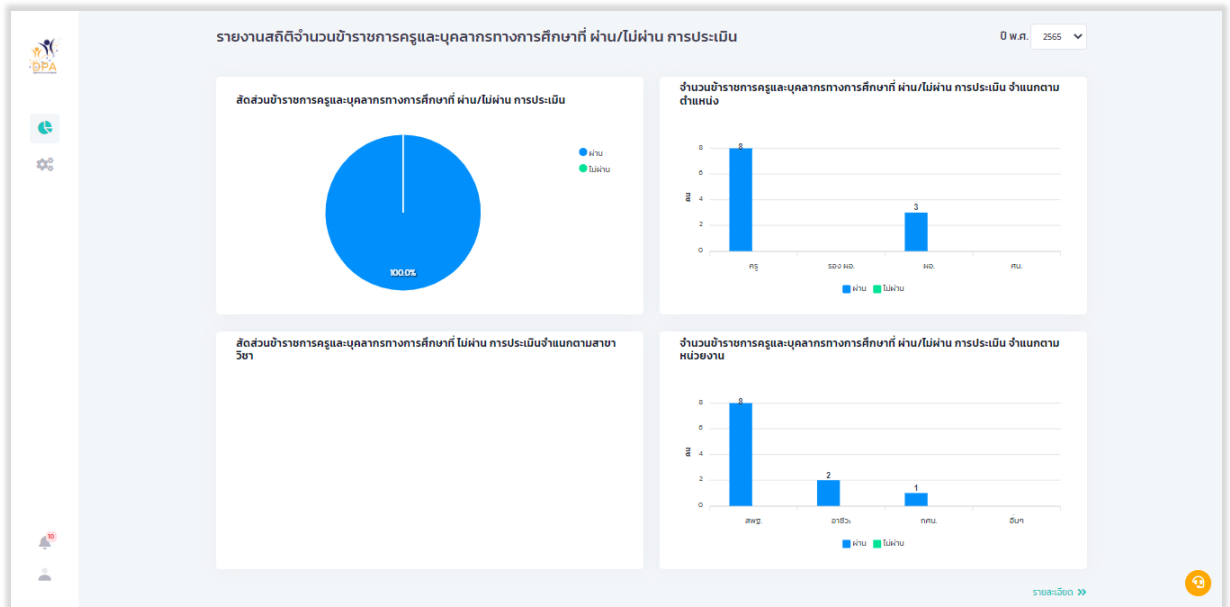 รายงานสถิติจำนวนข้าราชการครูและบุคลากรทางการศึกษาที่ ผ่าน/ไม่ผ่าน การประเมิน
ปี พ.ศ. 2565
DPA
สัดส่วนข้าราชการครูและบุคลากรทางการศึกษาที่ ผ่าน/ไม่ผ่าน การประเมิน
ผ่าน
ไม่ผ่าน
100.0%
จำนวนข้าราชการครูและบุคลากรทางการศึกษาที่ ผ่าน/ไม่ผ่าน การประเมิน จำแนกตาม
ตำแหน่ง
คน
8
6
4
2
0
8
3
ครู รอง ผอ. ผอ. ศน.
ผ่าน ไม่ผ่าน
สัดส่วนข้าราชการครูและบุคลากรทางการศึกษาที่ ไม่ผ่าน การประเมินจำแนกตามสาขา
วิชา
จำนวนข้าราชการครูและบุคลากรทางการศึกษาที่ ผ่าน/ไม่ผ่าน การประเมิน จำแนกตาม
หน่วยงาน
คน
8
6
4
2
0
8
2
1
สพฐ. อาชีวะ กศน. อื่นๆ
ผ่าน ไม่ผ่าน
10
รายละเอียด